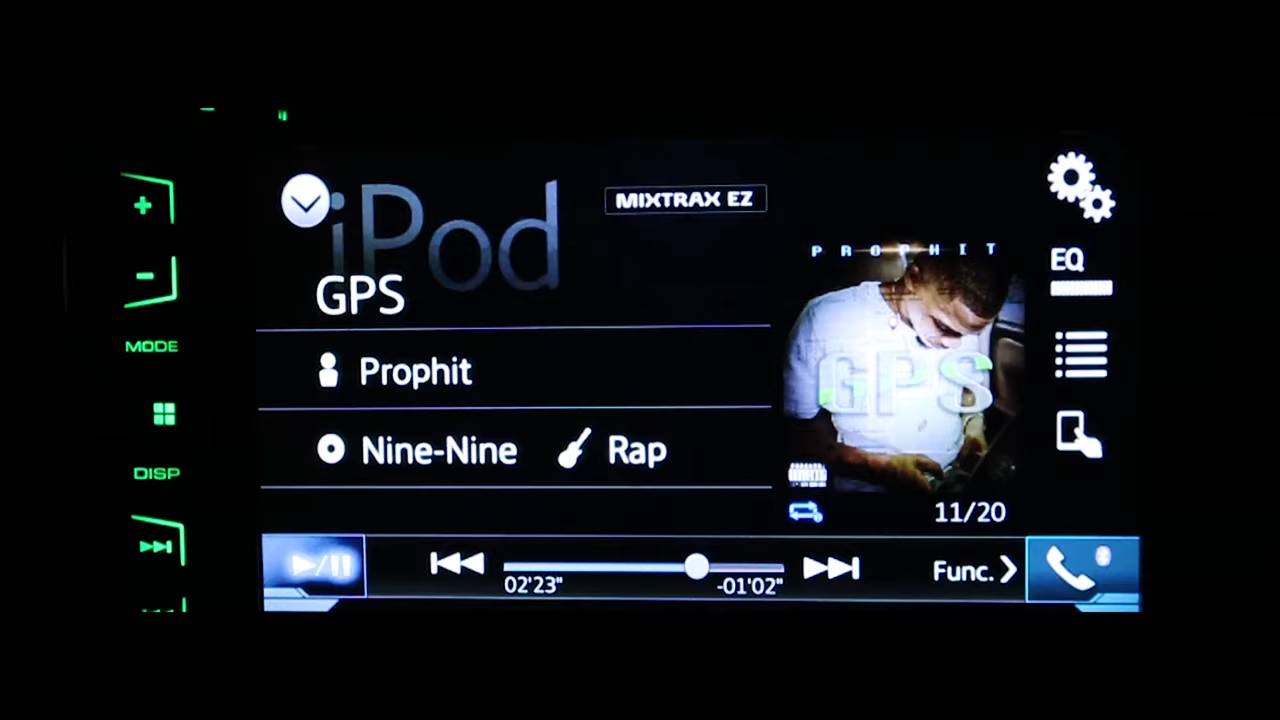 iPod
MIXTRAX EZ
GPS
Prophit
Nine-Nine
Rap
PROPHIT
GPS
11/20
EQ
MODE
DISP
02'23"
-01'02"
Func.